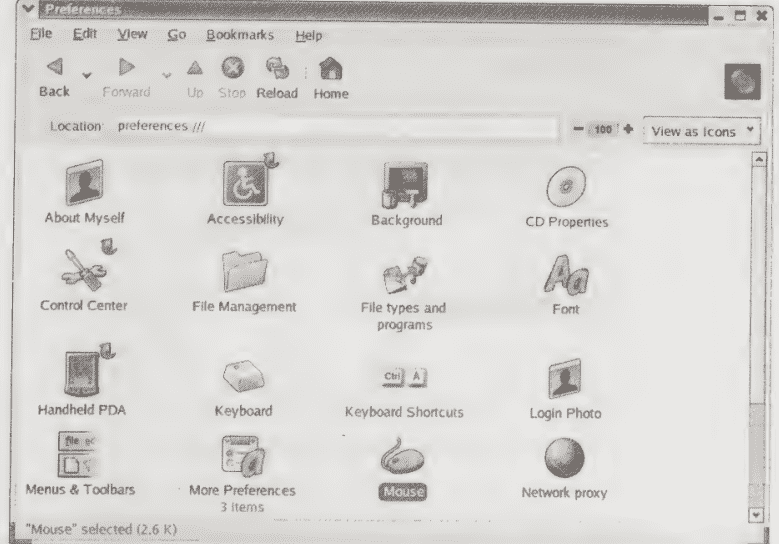 Preferences
File Edit View Go Bookmarks Help
Back Forward Up Stop Reload Home
Location: preferences /// 100 View as Icons
About Myself Accessibility Background CD Properties
Control Center File Management File types and programs Font
Handheld PDA Keyboard Ctrl A Keyboard Shortcuts Login Photo
file
Menus & Toolbars More Preferences Mouse Network proxy
3 items
"Mouse" selected (2.6 K)